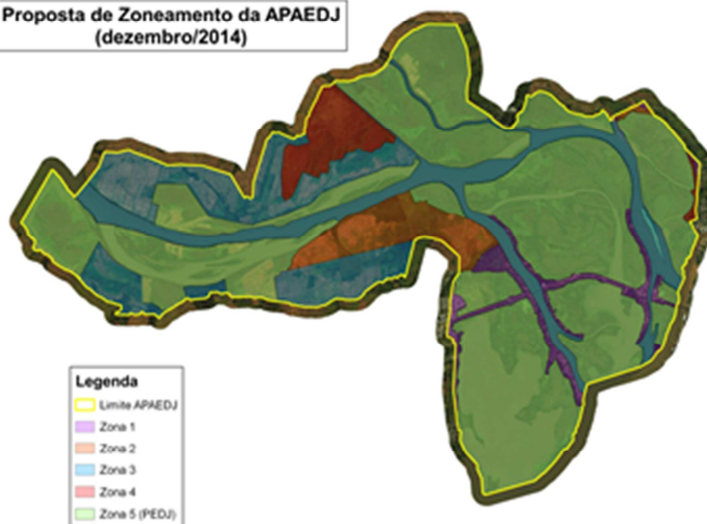 Proposta de Zoneamento da APAEDJ
(dezembro/2014)
Legenda
Limite APAEDJ
Zona 1
Zona 2
Zona 3
Zona 4
Zona 5 (PEDJ)